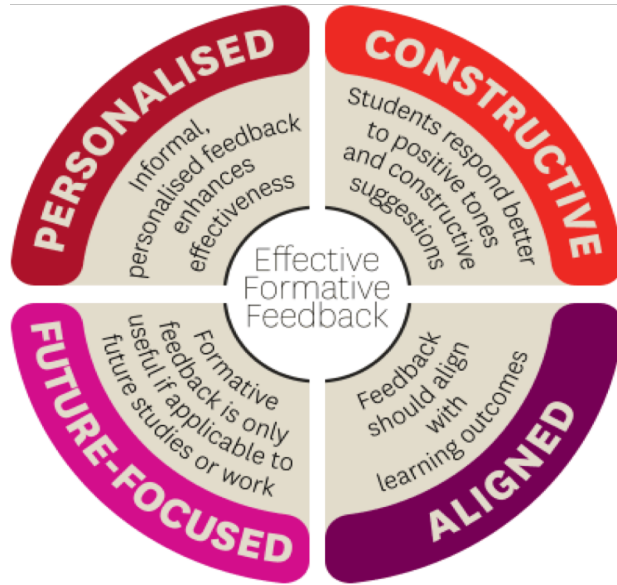 PERSONALISED
Informal,
personalised feedback
enhances
effectiveness
CONSTRUCTIVE
Students respond better
to positive tones
and constructive
suggestions
Effective
Formative
Feedback
FUTURE-FOCUSED
Formative
feedback is only
useful if applicable to
future studies or work
ALIGNED
Feedback
should align
with
learning outcomes